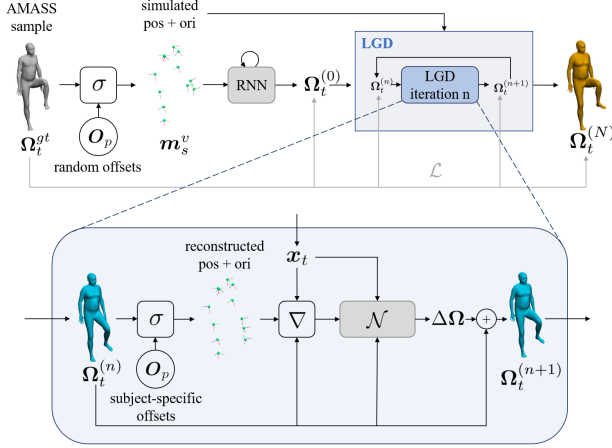 AMASS
sample
simulated
pos + ori
LGD
σ
RNN
Ω_t^(0)
Ω_t^(n)
LGD
iteration n
Ω_t^(n+1)
Ω_t^gt
O_p
random offsets
m_s^v
ℒ
Ω_t^(N)
reconstructed
pos + ori
x_t
σ
∇
𝒩
ΔΩ
+
Ω_t^(n)
O_p
subject-specific
offsets
Ω_t^(n+1)